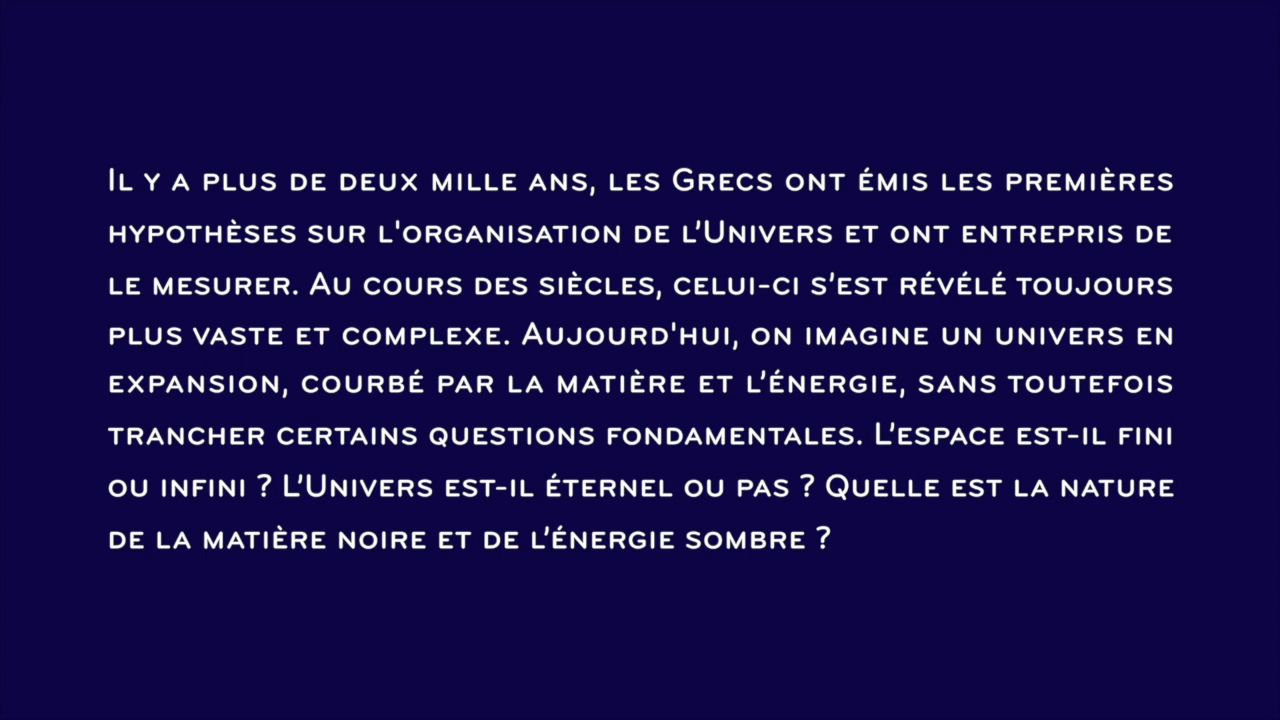 Il y a plus de deux mille ans, les Grecs ont émis les premières
hypothèses sur l'organisation de l’Univers et ont entrepris de
le mesurer. Au cours des siècles, celui-ci s’est révélé toujours
plus vaste et complexe. Aujourd'hui, on imagine un univers en
expansion, courbé par la matière et l’énergie, sans toutefois
trancher certains questions fondamentales. L’espace est-il fini
ou infini ? L’Univers est-il éternel ou pas ? Quelle est la nature
de la matière noire et de l’énergie sombre ?